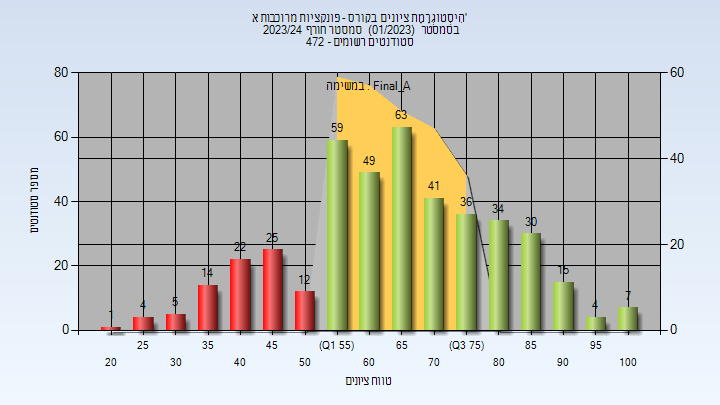 היסטוגרמת ציונים בקורס - פונקציות מרוכבות א'
בסמסטר (01/2023) סמסטר חורף 2023/24
סטודנטים רשומים - 472
במשימה : Final_A
80 60
60 40
40 20
20 0
0
מספר סטודנטים
1 4 5 14 22 25 12 59 49 63 41 36 34 30 15 4 7
25 35 45 (Q1 55) 65 (Q3 75) 85 95
20 30 40 50 60 70 80 90 100
טווח ציונים